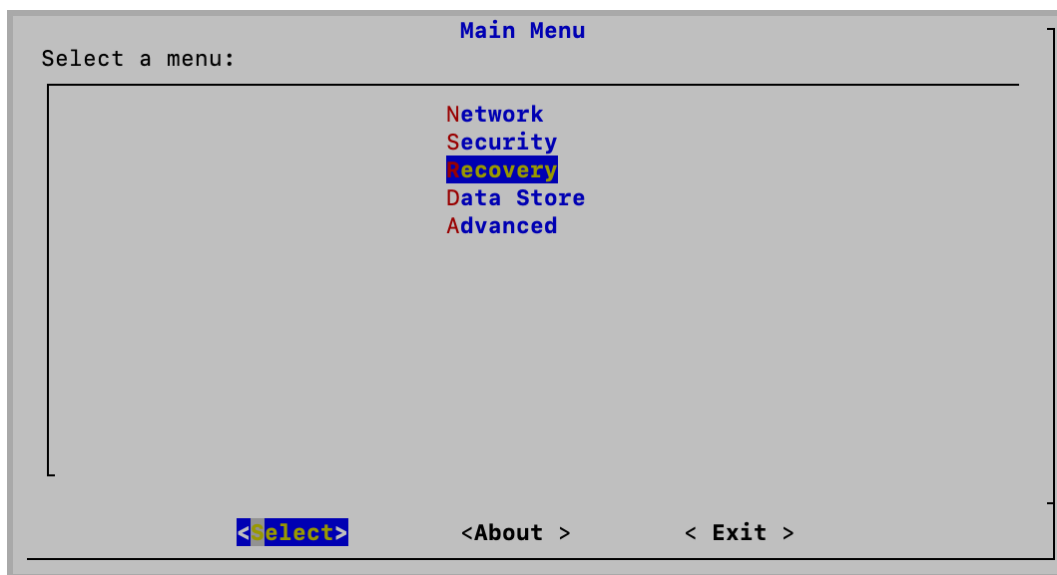 Main Menu
Select a menu:
Network
Security
Recovery
Data Store
Advanced
<Select> <About > < Exit >